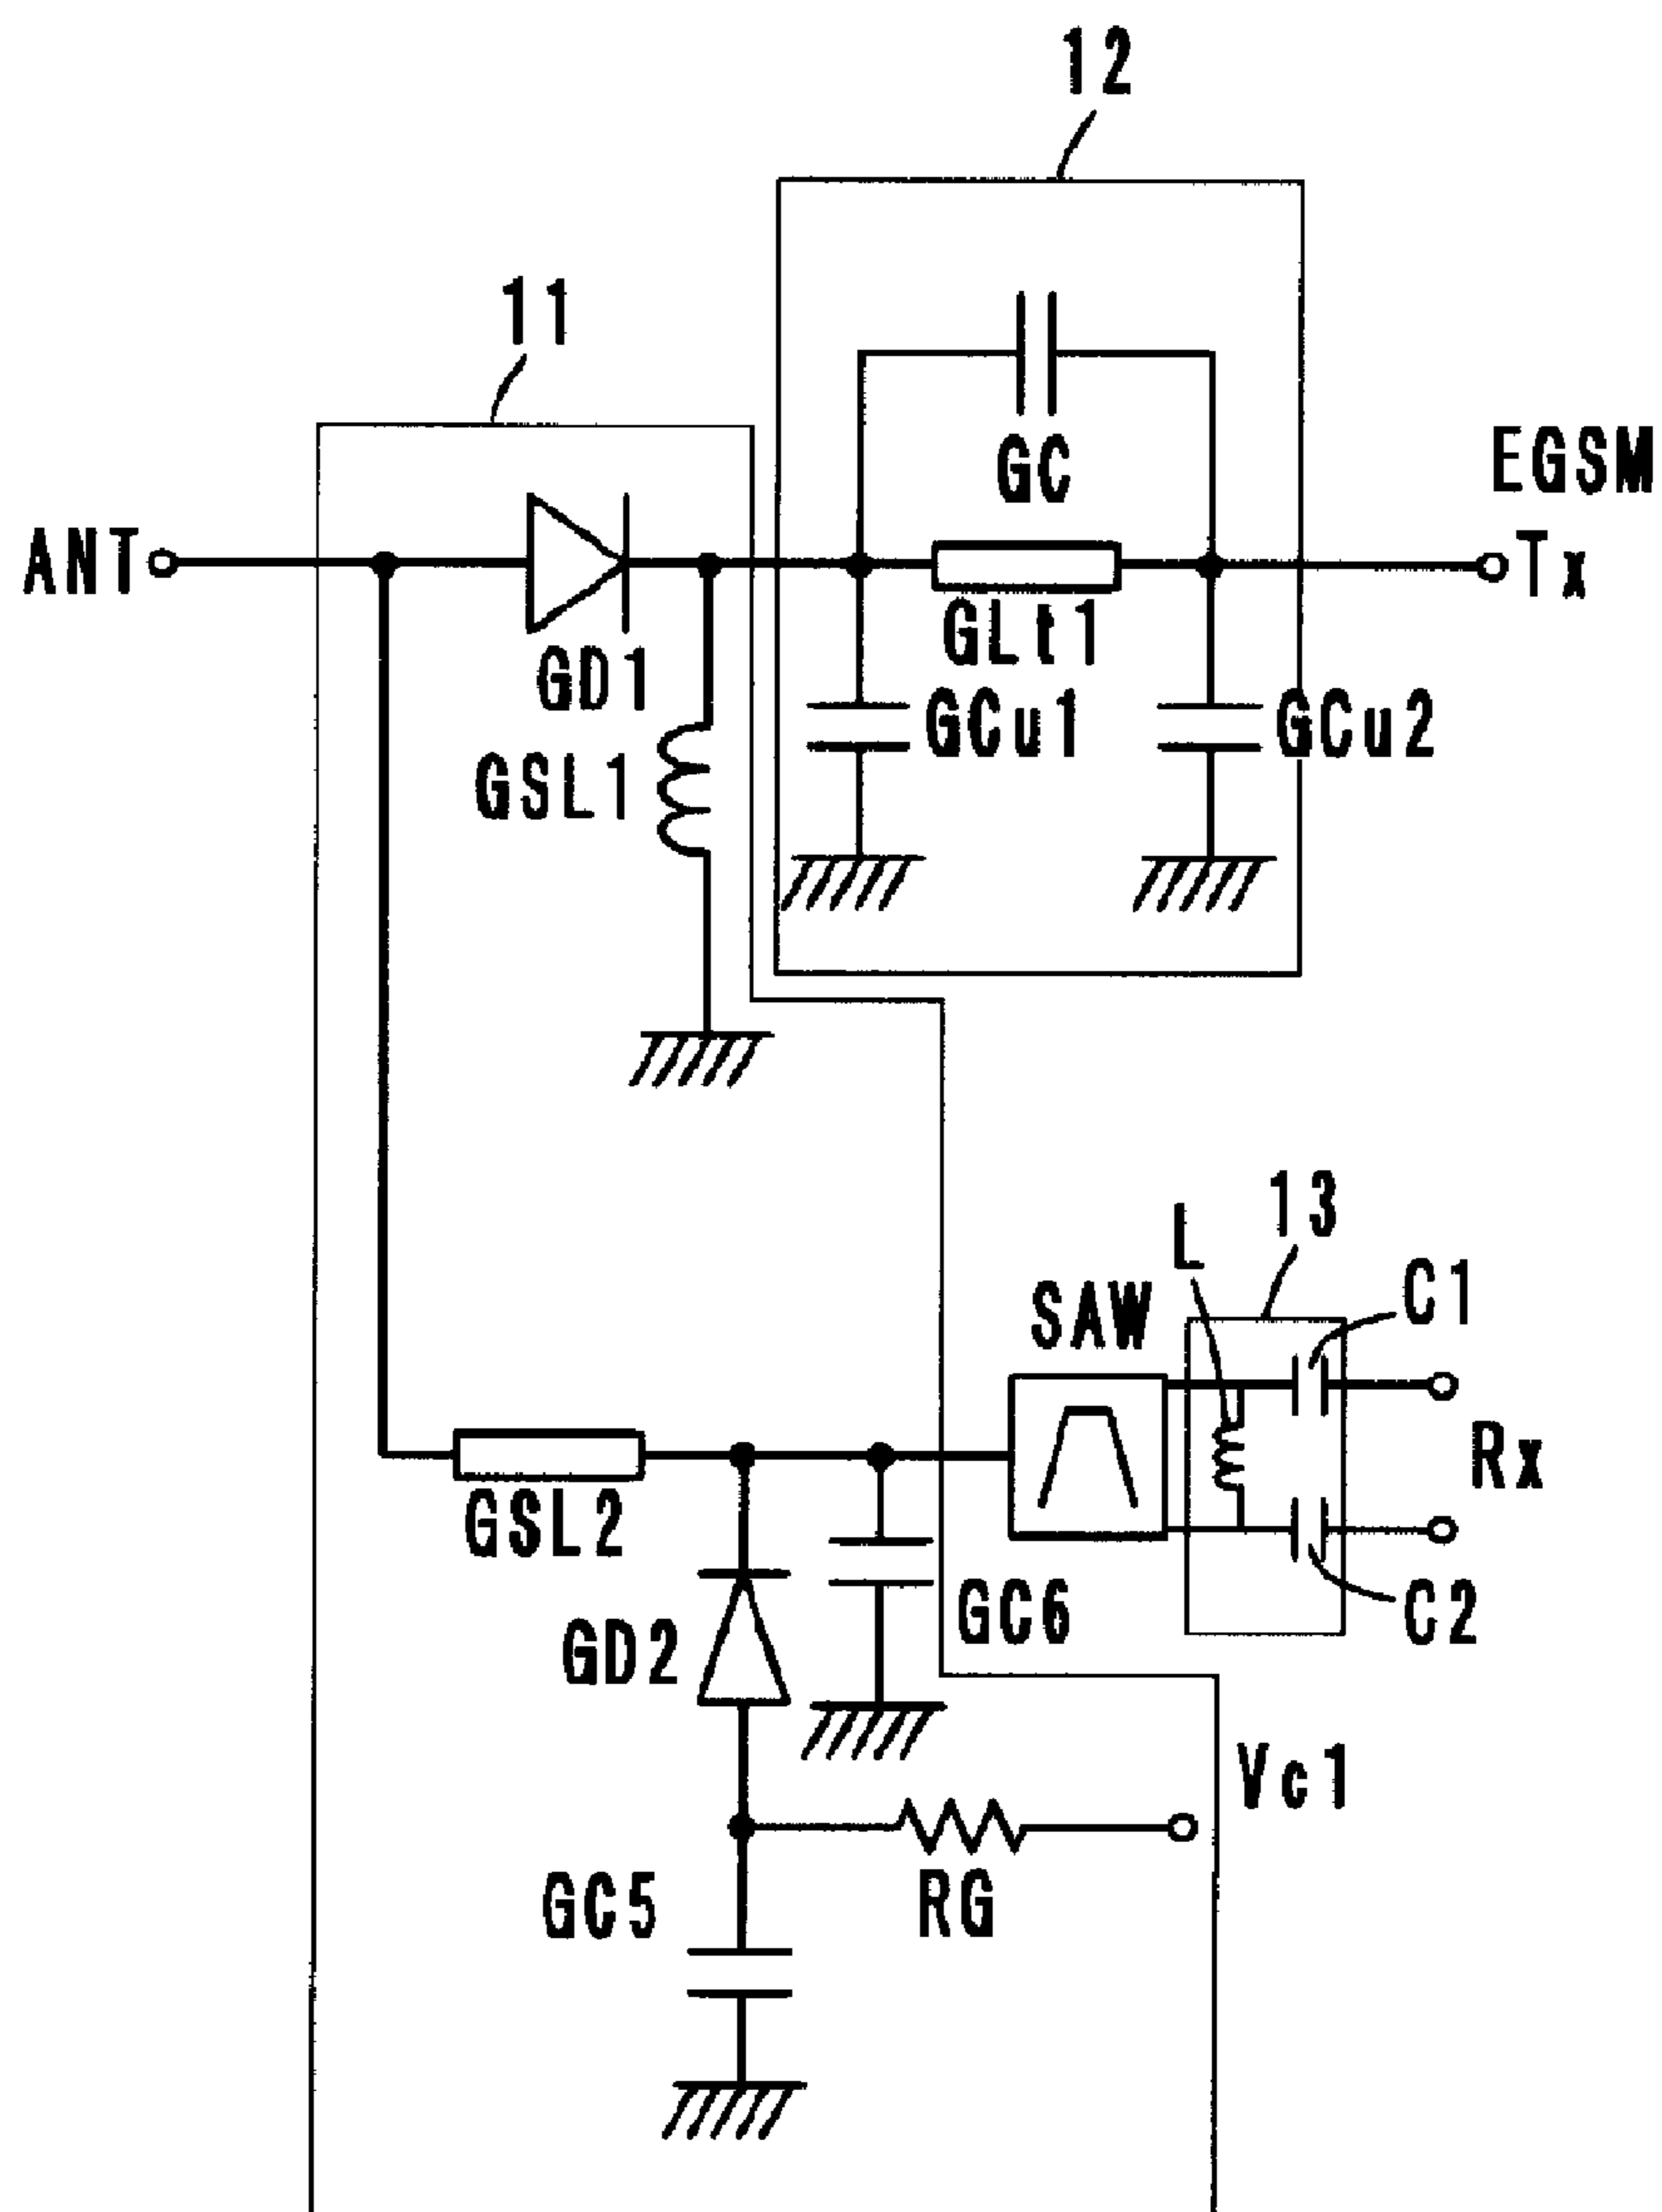 12
11
GC
EGSM
ANT
Tx
GLt1
GD1
GCu1
GCu2
GSL1
13
L
C1
SAW
Rx
GSL2
GC6
C2
GD2
Vc1
GC5
RG